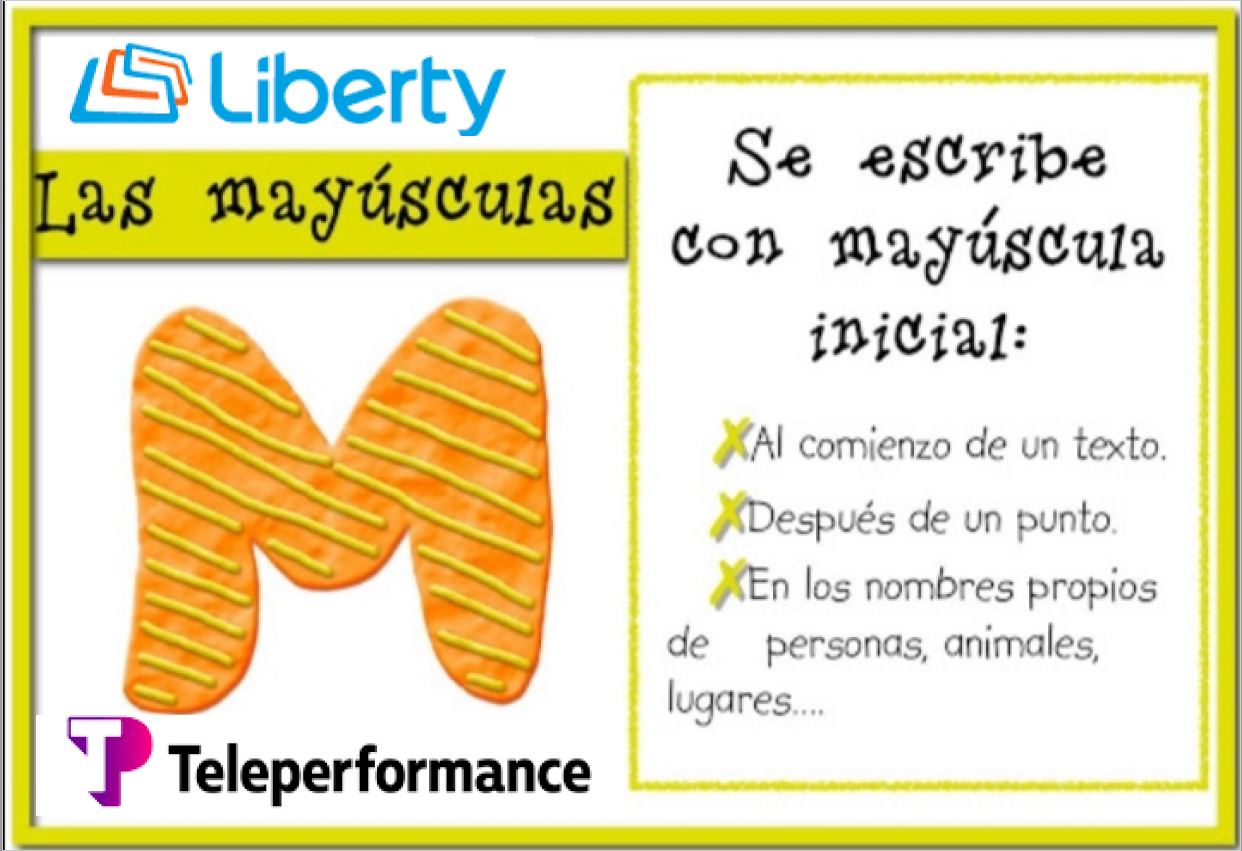 Liberty
Las mayúsculas
M
TP Teleperformance
Se escribe
con mayúscula
inicial:
Al comienzo de un texto.
Después de un punto.
En los nombres propios
de personas, animales,
lugares....